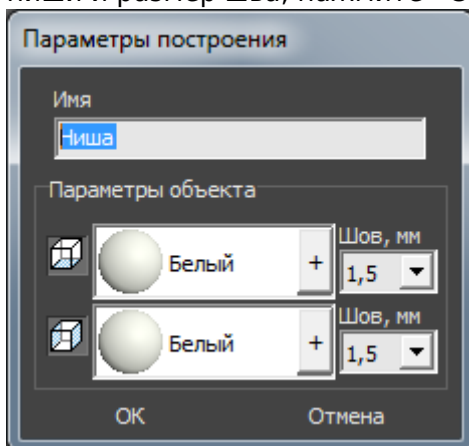 Параметры построения
Имя
Ниша
Параметры объекта
Шов, мм
Белый + 1,5
Шов, мм
Белый + 1,5
ОК Отмена